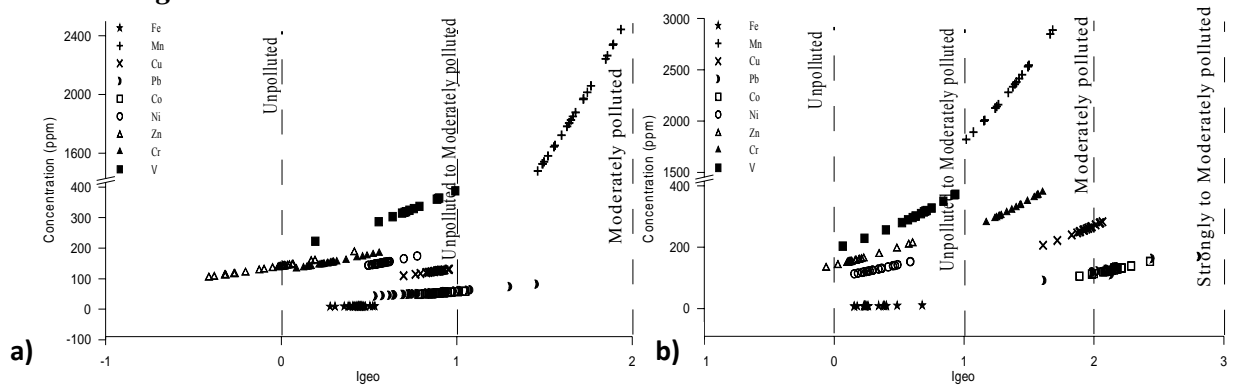 Fe
Mn
Cu
Pb
Co
Ni
Zn
Cr
V
2400
2000
1600
400
300
200
100
0
-100
Concentration (ppm)
Unpolluted
Unpolluted to Moderately polluted
Moderately polluted
-1
0
1
2
Igeo
a)
Fe
Mn
Cu
Pb
Co
Ni
Zn
Cr
V
3000
2500
2000
1500
400
200
0
Concentration (ppm)
Unpolluted
Unpolluted to Moderately polluted
Moderately polluted
Strongly to Moderately polluted
1
0
1
2
3
Igeo
b)